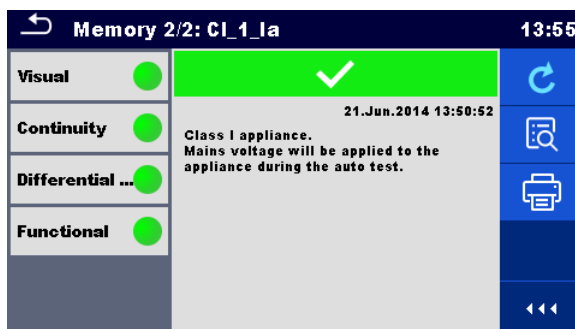 Memory 2/2: Cl_1_Ia
13:55
Visual
Continuity
Differential ...
Functional
21.Jun.2014 13:50:52
Class I appliance.
Mains voltage will be applied to the
appliance during the auto test.